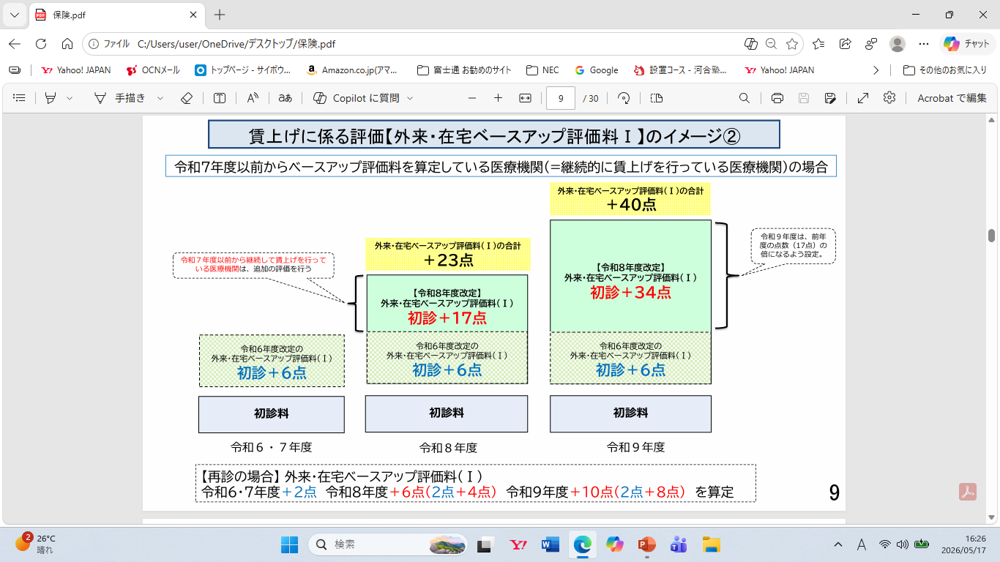 保険.pdf
ファイル C:/Users/user/OneDrive/デスクトップ/保険.pdf
チャット
Yahoo! JAPAN OCNメール トップページ - サイボウ... Amazon.co.jp(アマ... 富士通 お勧めのサイト NEC Google 設置コース - 河合塾... Yahoo! JAPAN その他のお気に入り
手描き aあ Copilot に質問 9 / 30 Acrobat で編集
賃上げに係る評価【外来・在宅ベースアップ評価料Ⅰ】のイメージ②
令和7年度以前からベースアップ評価料を算定している医療機関(=継続的に賃上げを行っている医療機関)の場合
外来・在宅ベースアップ評価料(Ⅰ)の合計
+40点
外来・在宅ベースアップ評価料(Ⅰ)の合計
+23点
令和7年度以前から継続して賃上げを行って
いる医療機関は、追加の評価を行う
令和9年度は、前年
度の点数(17点)の
倍になるよう設定。
【令和8年度改定】
外来・在宅ベースアップ評価料(Ⅰ)
初診+17点
【令和8年度改定】
外来・在宅ベースアップ評価料(Ⅰ)
初診+34点
令和6年度改定の
外来・在宅ベースアップ評価料(Ⅰ)
初診+6点
令和6年度改定の
外来・在宅ベースアップ評価料(Ⅰ)
初診+6点
令和6年度改定の
外来・在宅ベースアップ評価料(Ⅰ)
初診+6点
初診料 初診料 初診料
令和6・7年度 令和8年度 令和9年度
【再診の場合】 外来・在宅ベースアップ評価料(Ⅰ)
令和6・7年度+2点 令和8年度+6点(2点+4点) 令和9年度+10点(2点+8点) を算定
9
2
26°C
晴れ
検索
A
16:26
2026/05/17